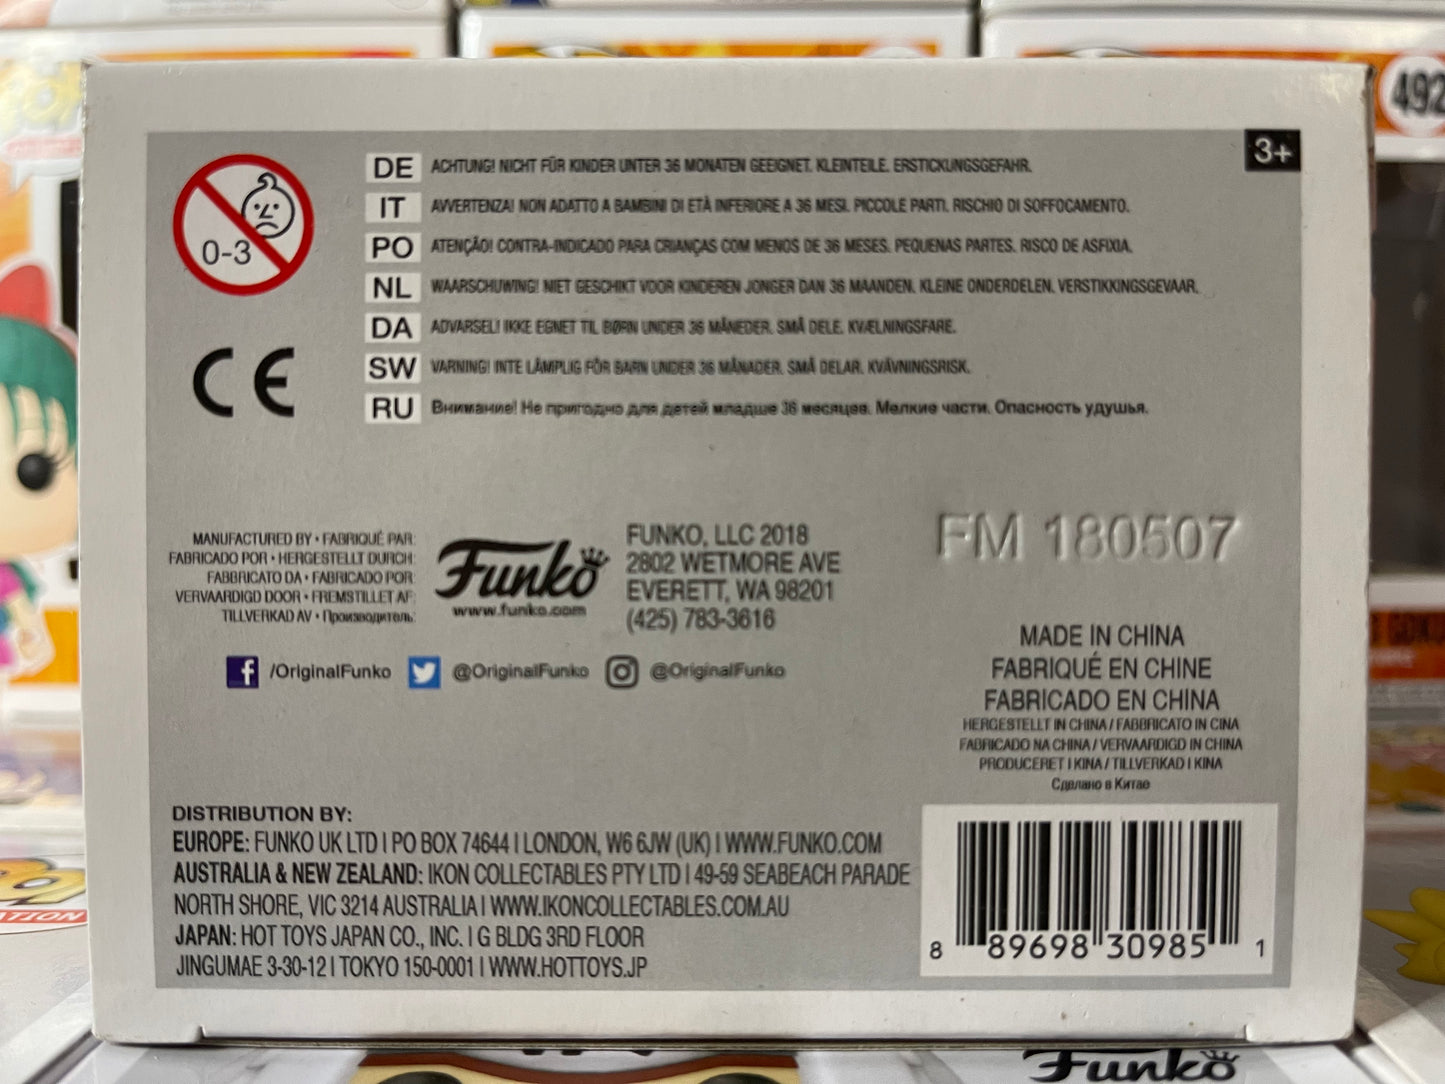 492
3+
0-3
DE ACHTUNG! NICHT FÜR KINDER UNTER 36 MONATEN GEEIGNET. KLEINTEILE. ERSTICKUNGSGEFAHR.
IT AVVERTENZA! NON ADATTO A BAMBINI DI ETÀ INFERIORE A 36 MESI. PICCOLE PARTI. RISCHIO DI SOFFOCAMENTO.
PO ATENÇÃO! CONTRA-INDICADO PARA CRIANÇAS COM MENOS DE 36 MESES. PEQUENAS PARTES. RISCO DE ASFIXIA.
NL WAARSCHUWING! NIET GESCHIKT VOOR KINDEREN JONGER DAN 36 MAANDEN. KLEINE ONDERDELEN. VERSTIKKINGSGEVAAR.
DA ADVARSEL! IKKE EGNET TIL BØRN UNDER 36 MÅNEDER. SMÅ DELE. KVÆLNINGSFARE.
SW VARNING! INTE LÄMPLIG FÖR BARN UNDER 36 MÅNADER. SMÅ DELAR. KVÄVNINGSRISK.
RU Внимание! Не пригодно для детей младше 36 месяцев. Мелкие части. Опасность удушья.
CE
MANUFACTURED BY • FABRIQUÉ PAR:
FABRICADO POR • HERGESTELLT DURCH:
FABBRICATO DA • FABRICADO POR:
VERVAARDIGD DOOR • FREMSTILLET AF:
TILLVERKAD AV • Производитель:
Funko
www.funko.com
FUNKO, LLC 2018
2802 WETMORE AVE
EVERETT, WA 98201
(425) 783-3616
FM 180507
f /OriginalFunko @OriginalFunko @OriginalFunko
MADE IN CHINA
FABRIQUÉ EN CHINE
FABRICADO EN CHINA
HERGESTELLT IN CHINA / FABBRICATO IN CINA
FABRICADO NA CHINA / VERVAARDIGD IN CHINA
PRODUCERET I KINA / TILLVERKAD I KINA
Сделано в Китае
DISTRIBUTION BY:
EUROPE: FUNKO UK LTD | PO BOX 74644 | LONDON, W6 6JW (UK) | WWW.FUNKO.COM
AUSTRALIA & NEW ZEALAND: IKON COLLECTABLES PTY LTD | 49-59 SEABEACH PARADE
NORTH SHORE, VIC 3214 AUSTRALIA | WWW.IKONCOLLECTABLES.COM.AU
JAPAN: HOT TOYS JAPAN CO., INC. | G BLDG 3RD FLOOR
JINGUMAE 3-30-12 | TOKYO 150-0001 | WWW.HOTTOYS.JP
8 89698 30985 1
Funko